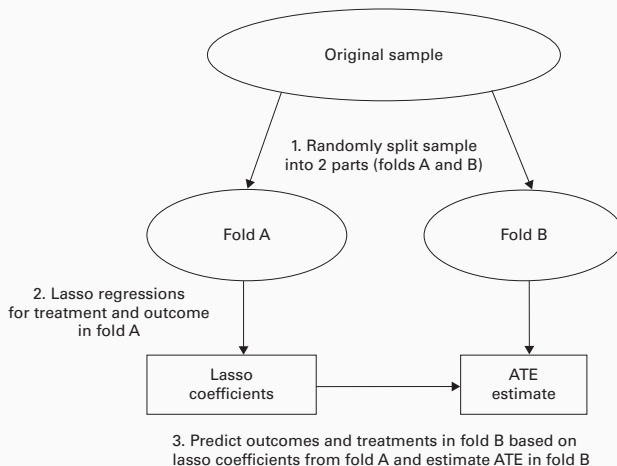 Original sample
1. Randomly split sample
into 2 parts (folds A and B)
Fold A
Fold B
2. Lasso regressions
for treatment and outcome
in fold A
Lasso
coefficients
ATE
estimate
3. Predict outcomes and treatments in fold B based on
lasso coefficients from fold A and estimate ATE in fold B